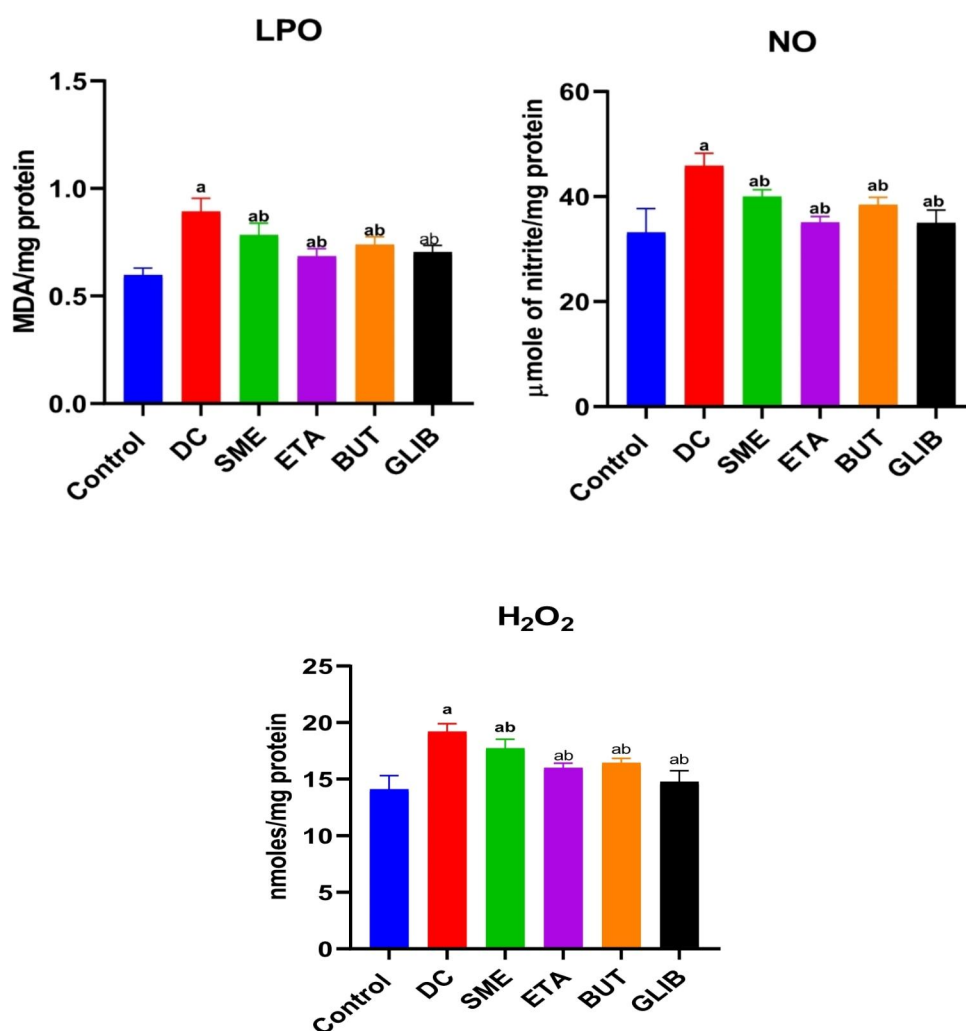 LPO
MDA/mg protein
1.5
1.0
0.5
0.0
a
ab
ab
ab
ab
Control
DC
SME
ETA
BUT
GLIB
NO
μmole of nitrite/mg protein
60
40
20
0
a
ab
ab
ab
ab
Control
DC
SME
ETA
BUT
GLIB
H₂O₂
nmoles/mg protein
25
20
15
10
5
0
a
ab
ab
ab
ab
Control
DC
SME
ETA
BUT
GLIB